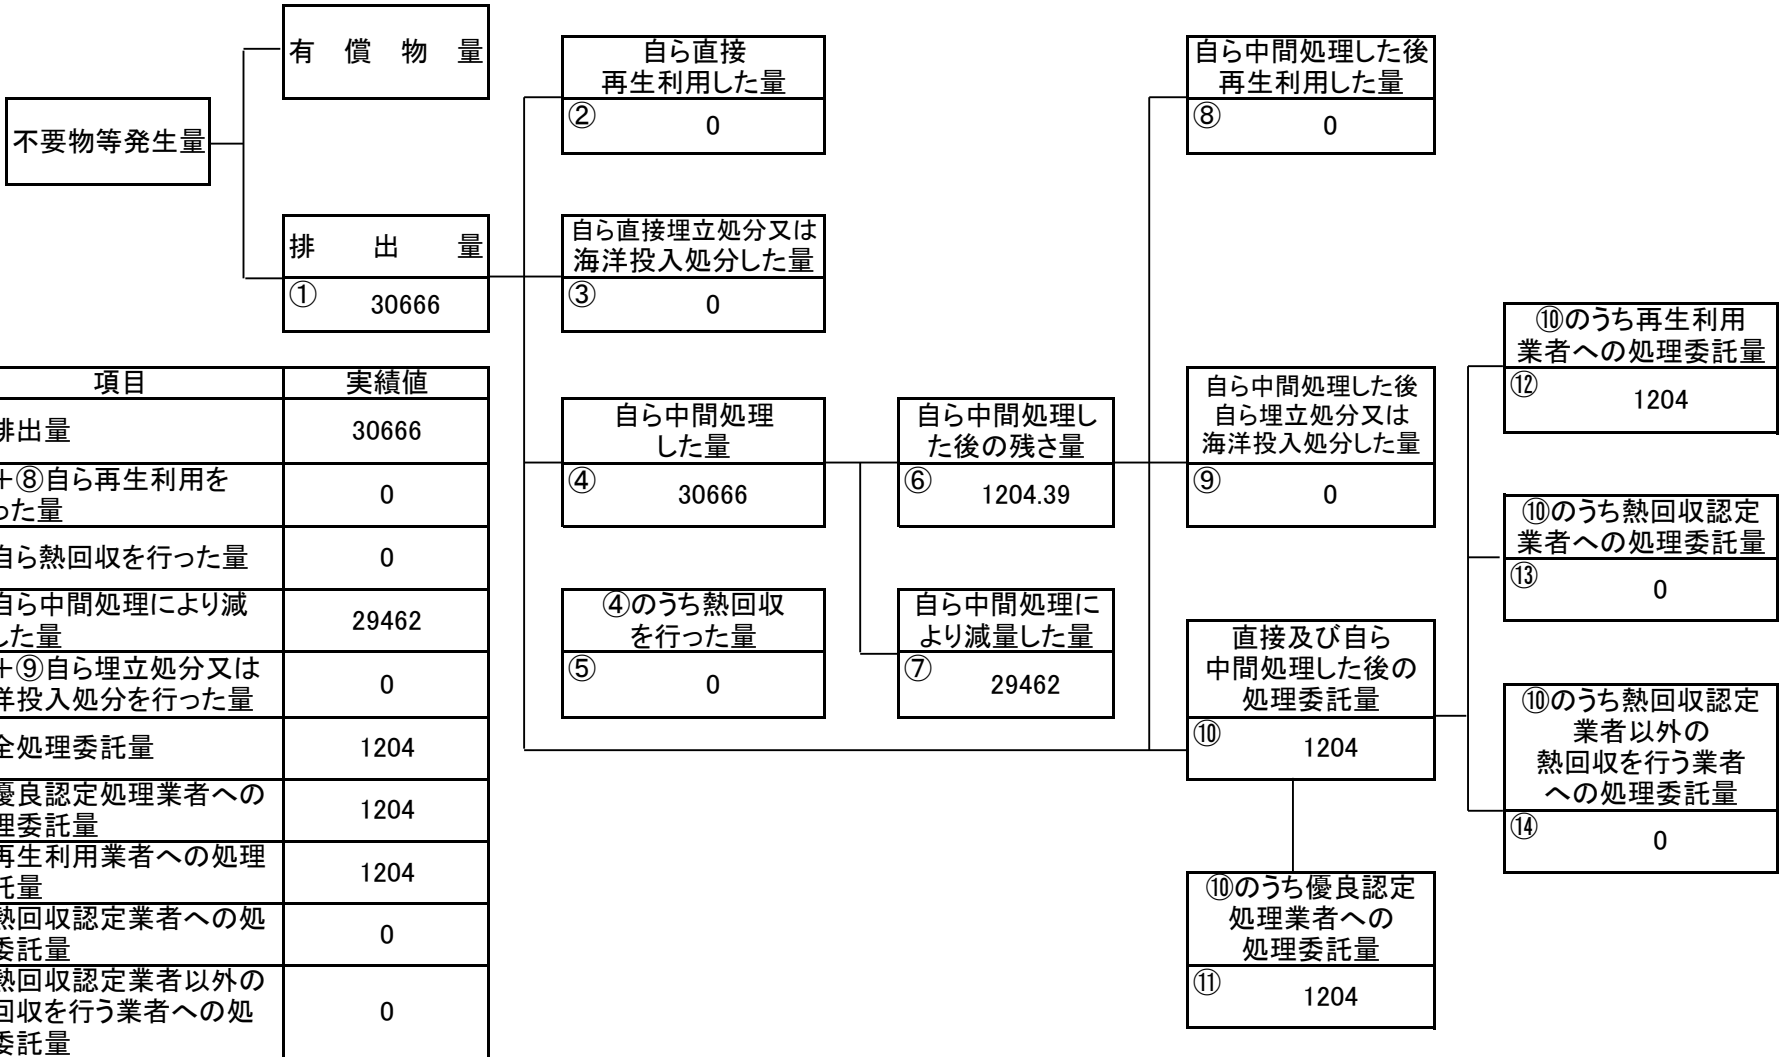 有償物量
不要物等発生量
排出量
①
30666
自ら直接
再生利用した量
②
0
自ら直接埋立処分又は
海洋投入処分した量
③
0
自ら中間処理
した量
④
30666
④のうち熱回収
を行った量
⑤
0
自ら中間処理し
た後の残さ量
⑥
1204.39
自ら中間処理に
より減量した量
⑦
29462
自ら中間処理した後
再生利用した量
⑧
0
自ら中間処理した後
自ら埋立処分又は
海洋投入処分した量
⑨
0
直接及び自ら
中間処理した後の
処理委託量
⑩
1204
⑩のうち優良認定
処理業者への
処理委託量
⑪
1204
⑩のうち再生利用
業者への処理委託量
⑫
1204
⑩のうち熱回収認定
業者への処理委託量
⑬
0
⑩のうち熱回収認定
業者以外の
熱回収を行う業者
への処理委託量
⑭
0
項目 実績値
排出量 30666
+⑧自ら再生利用を
った量 0
自ら熱回収を行った量 0
自ら中間処理により減
した量 29462
+⑨自ら埋立処分又は
洋投入処分を行った量 0
全処理委託量 1204
優良認定処理業者への
理委託量 1204
再生利用業者への処理
託量 1204
熱回収認定業者への処
委託量 0
熱回収認定業者以外の
回収を行う業者への処
委託量 0